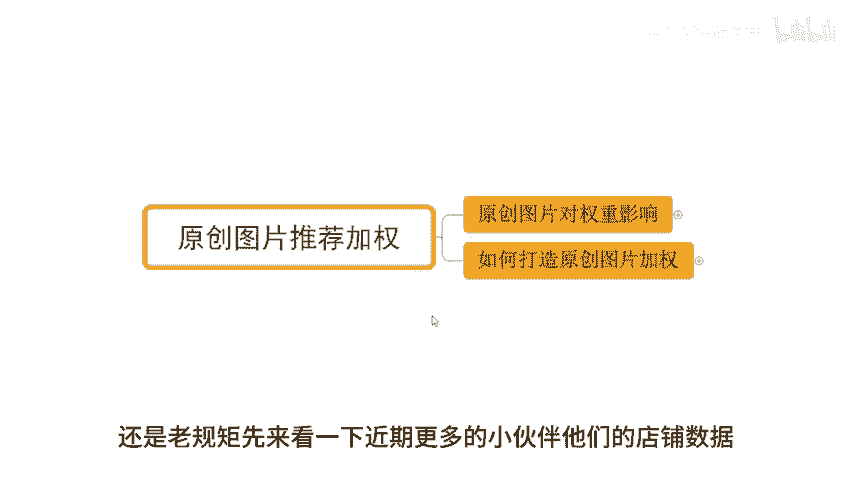 bilibili
原创图片推荐加权
原创图片对权重影响
如何打造原创图片加权
还是老规矩先来看一下近期更多的小伙伴他们的店铺数据